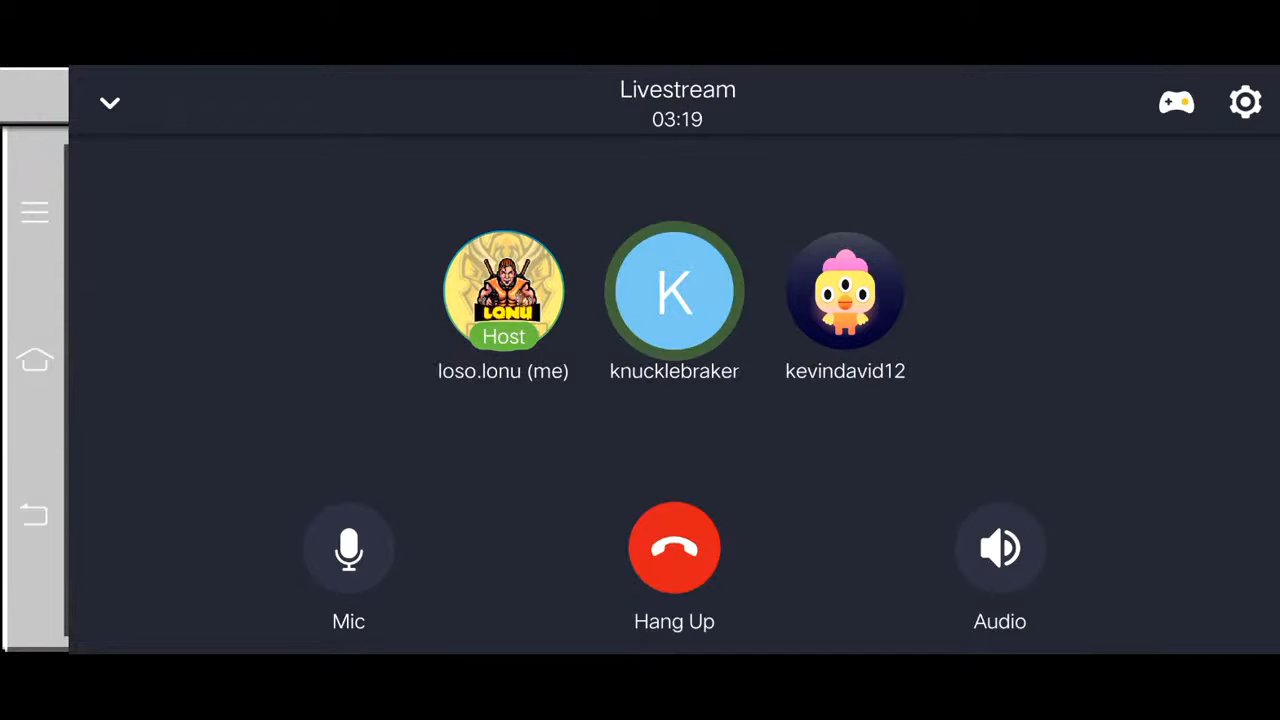 Livestream
03:19
LONU
Host
loso.lonu (me)
K
knucklebraker
kevindavid12
Mic
Hang Up
Audio